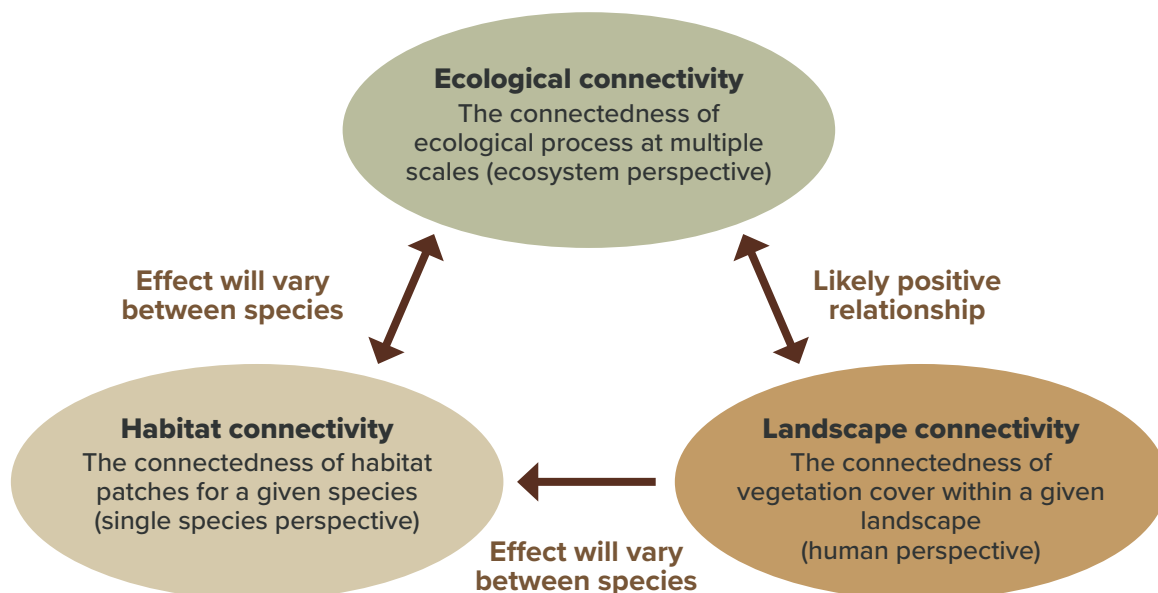 Ecological connectivity
The connectedness of
ecological process at multiple
scales (ecosystem perspective)
Effect will vary
between species
Likely positive
relationship
Habitat connectivity
The connectedness of habitat
patches for a given species
(single species perspective)
Landscape connectivity
The connectedness of
vegetation cover within a given
landscape
(human perspective)
Effect will vary
between species